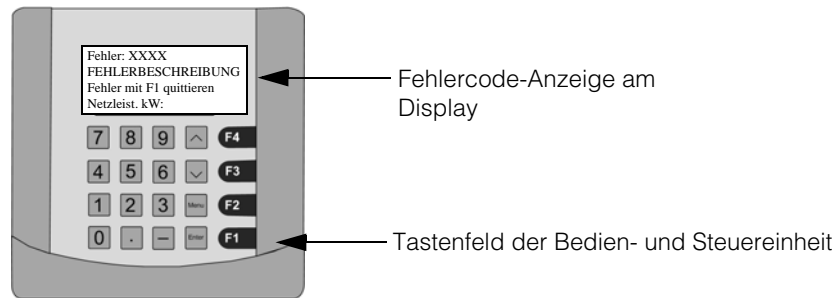 Fehler: XXXX
FEHLERBESCHREIBUNG
Fehler mit F1 quittieren
Netzleist. kW:
Fehlercode-Anzeige am
Display
7 8 9 F4
4 5 6 F3
1 2 3 Menu F2
0 . – Enter F1
Tastenfeld der Bedien- und Steuereinheit